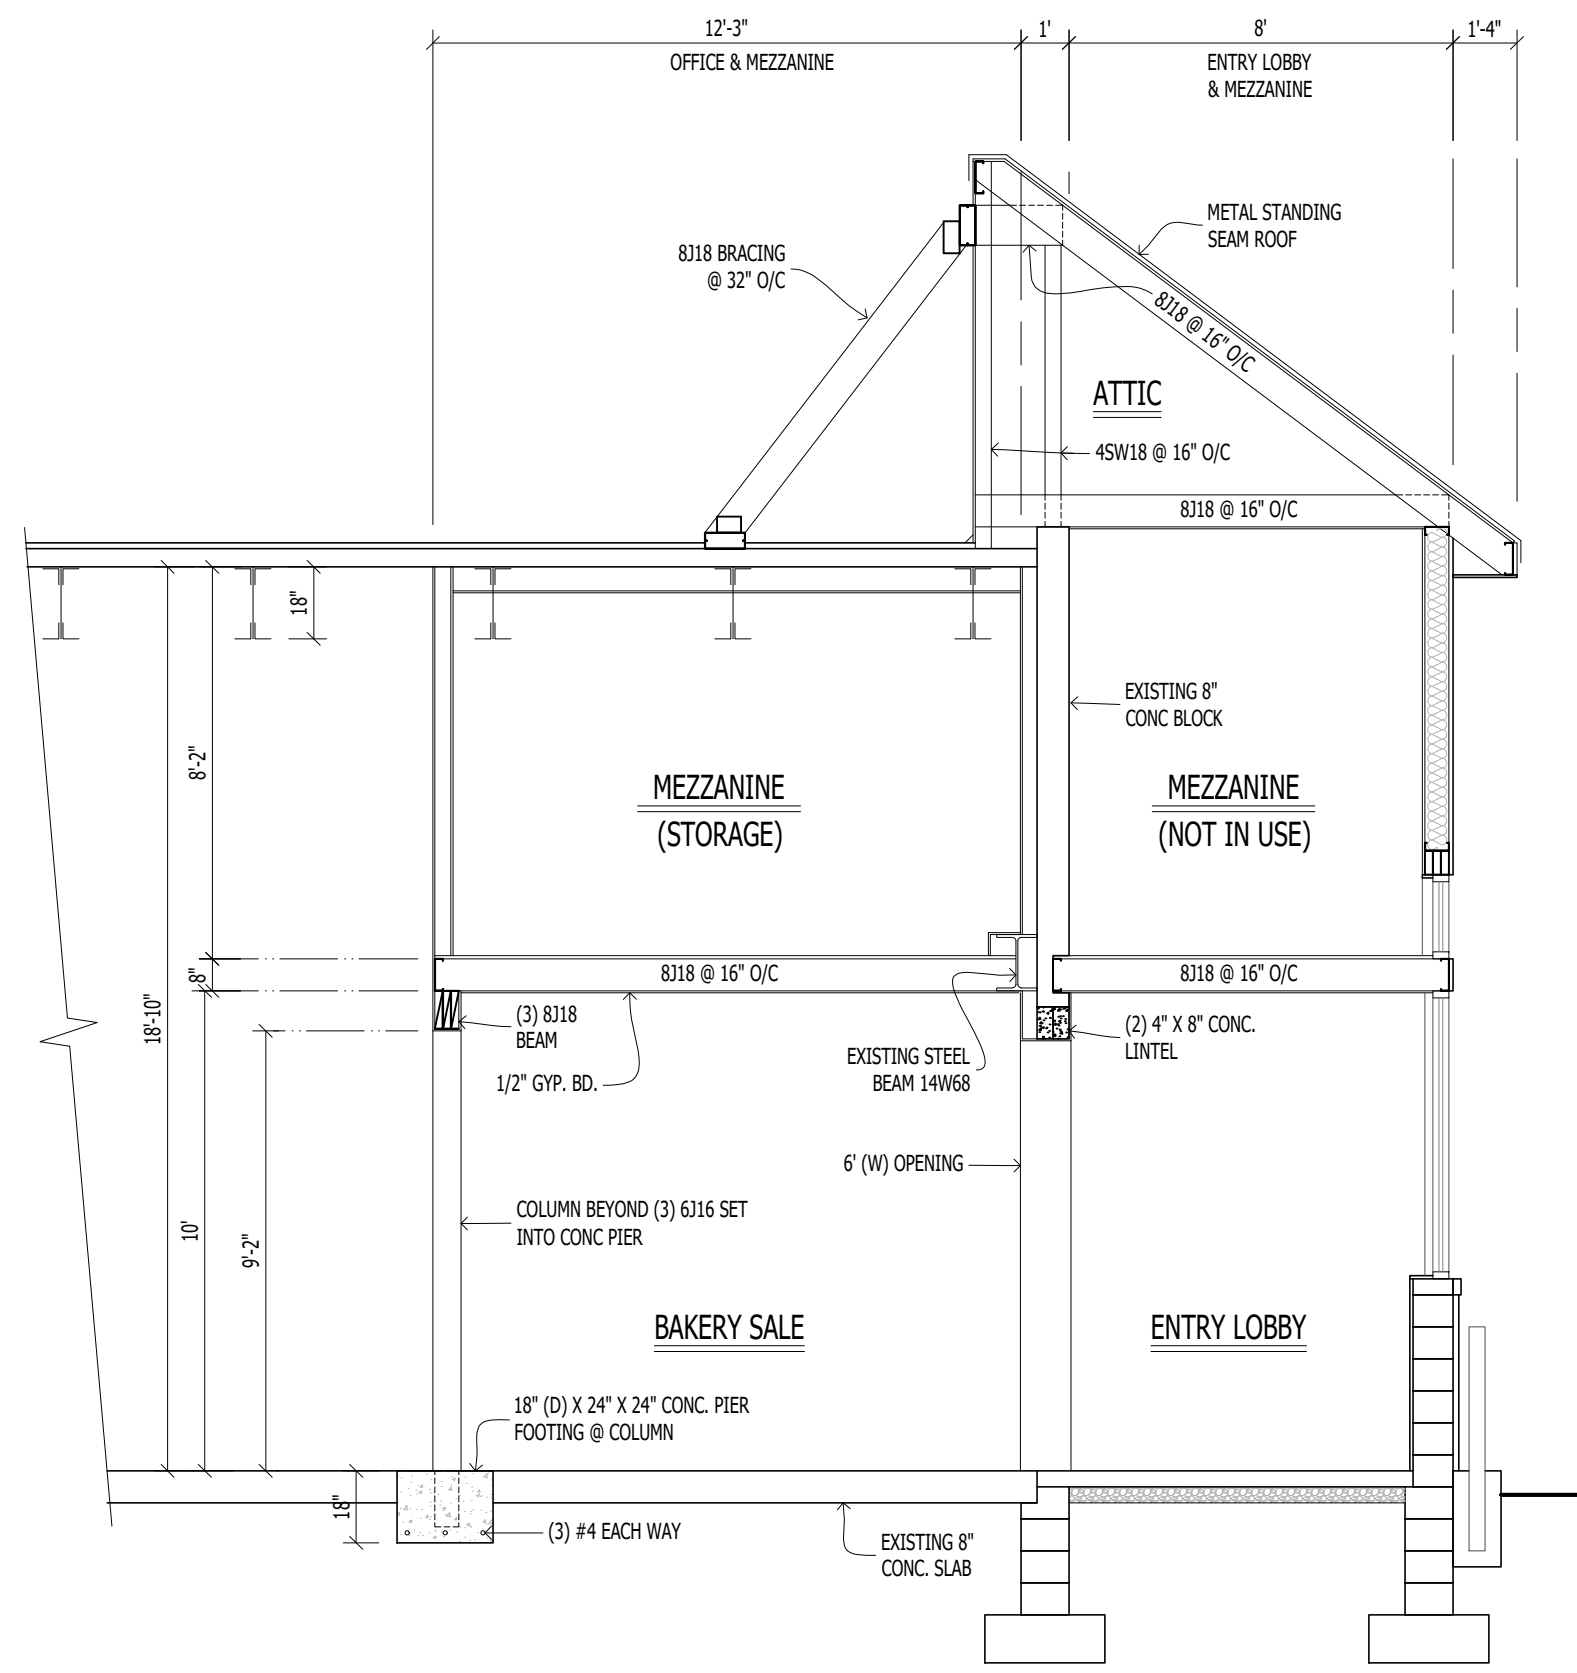 12'-3"
1'
8'
1'-4"
OFFICE & MEZZANINE
ENTRY LOBBY
& MEZZANINE
METAL STANDING
SEAM ROOF
8J18 BRACING
@ 32" O/C
8J18 @ 16" O/C
ATTIC
4SW18 @ 16" O/C
8J18 @ 16" O/C
18"
EXISTING 8"
CONC BLOCK
8'-2"
MEZZANINE
(STORAGE)
MEZZANINE
(NOT IN USE)
8"
8J18 @ 16" O/C
8J18 @ 16" O/C
18'-10"
(3) 8J18
BEAM
(2) 4" X 8" CONC.
LINTEL
EXISTING STEEL
BEAM 14W68
1/2" GYP. BD.
6' (W) OPENING
COLUMN BEYOND (3) 6J16 SET
INTO CONC PIER
10'
9'-2"
BAKERY SALE
ENTRY LOBBY
18" (D) X 24" X 24" CONC. PIER
FOOTING @ COLUMN
18"
(3) #4 EACH WAY
EXISTING 8"
CONC. SLAB